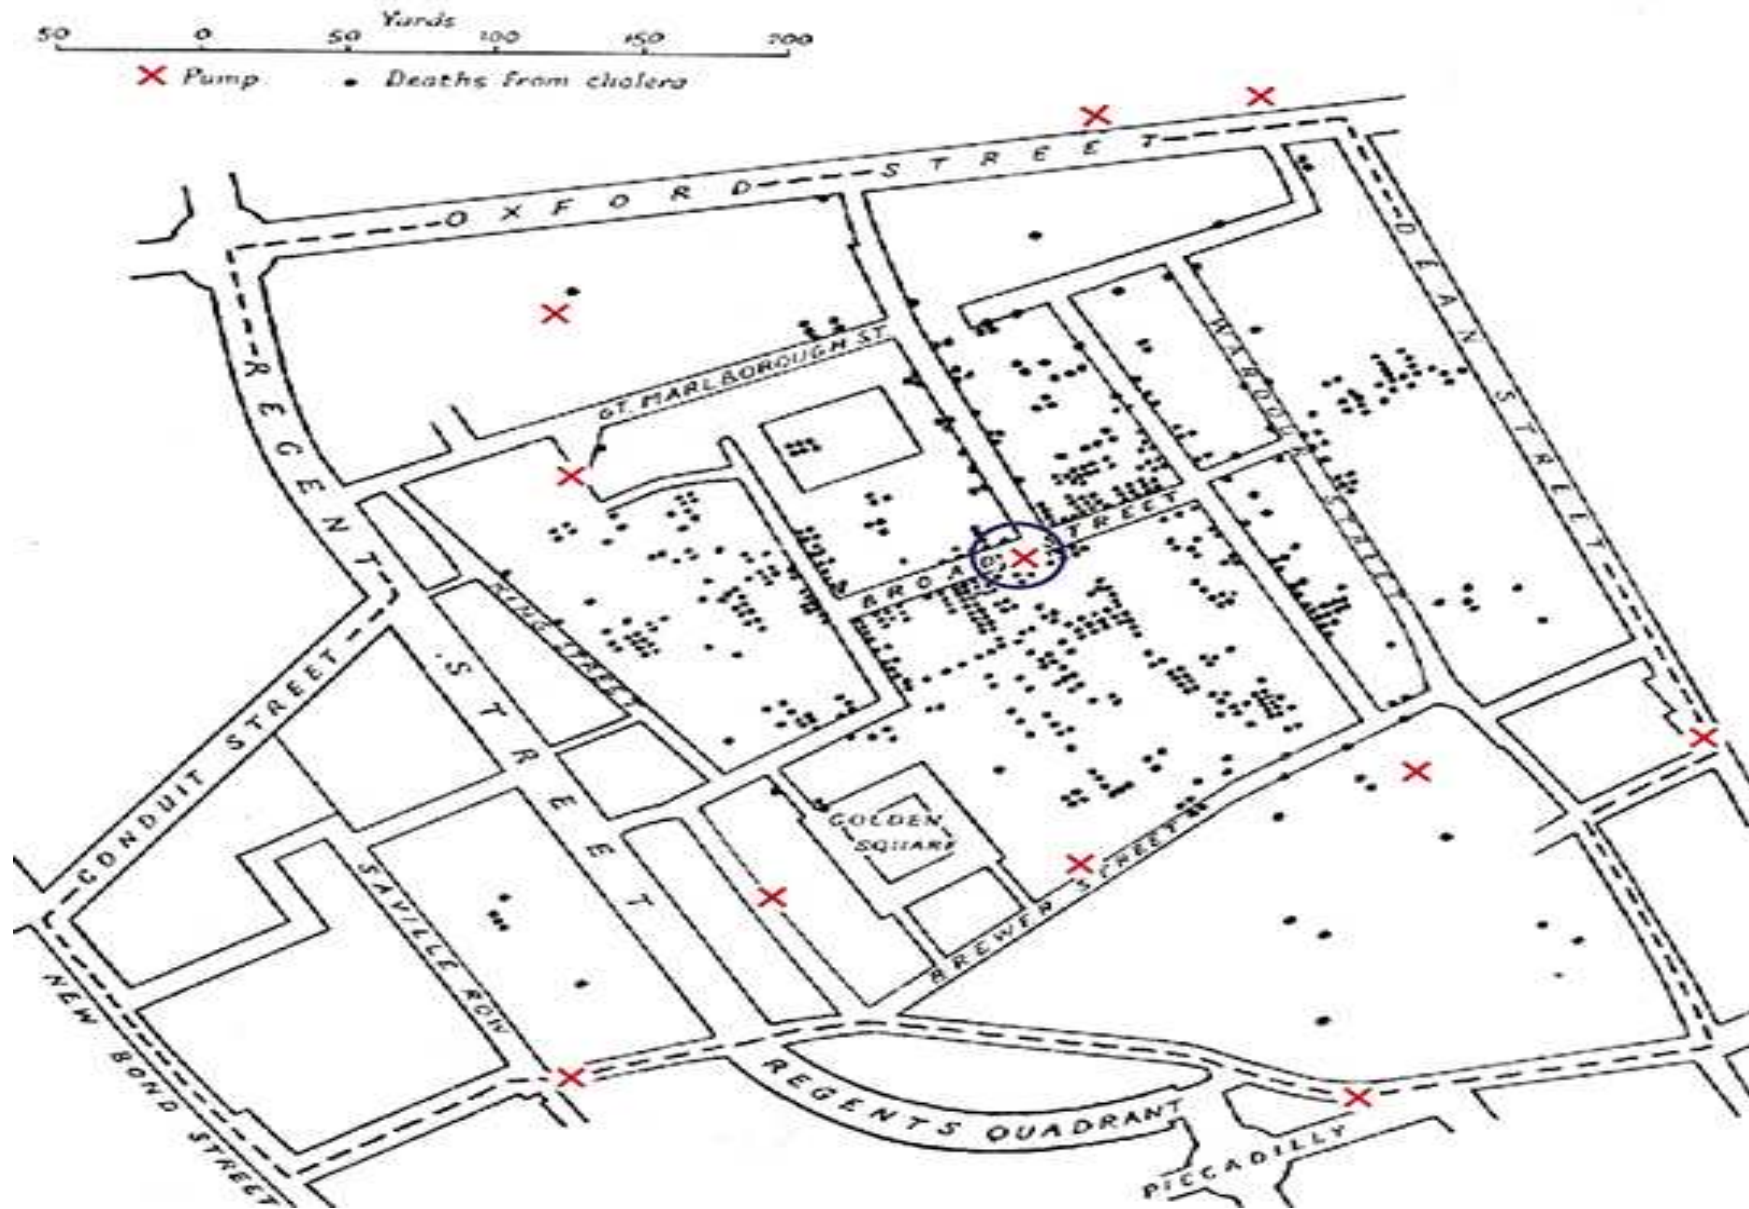 Yards
50 0 50 100 150 200
Pump
Deaths from cholera
OXFORD STREET
DEAN STREET
REGENT STREET
GT. MARLBOROUGH ST.
WARDOUR STREET
BROAD STREET
KING STREET
CONDUIT STREET
GOLDEN
SQUARE
BREWER STREET
SAVILLE ROW
NEW BOND STREET
REGENTS QUADRANT
PICCADILLY